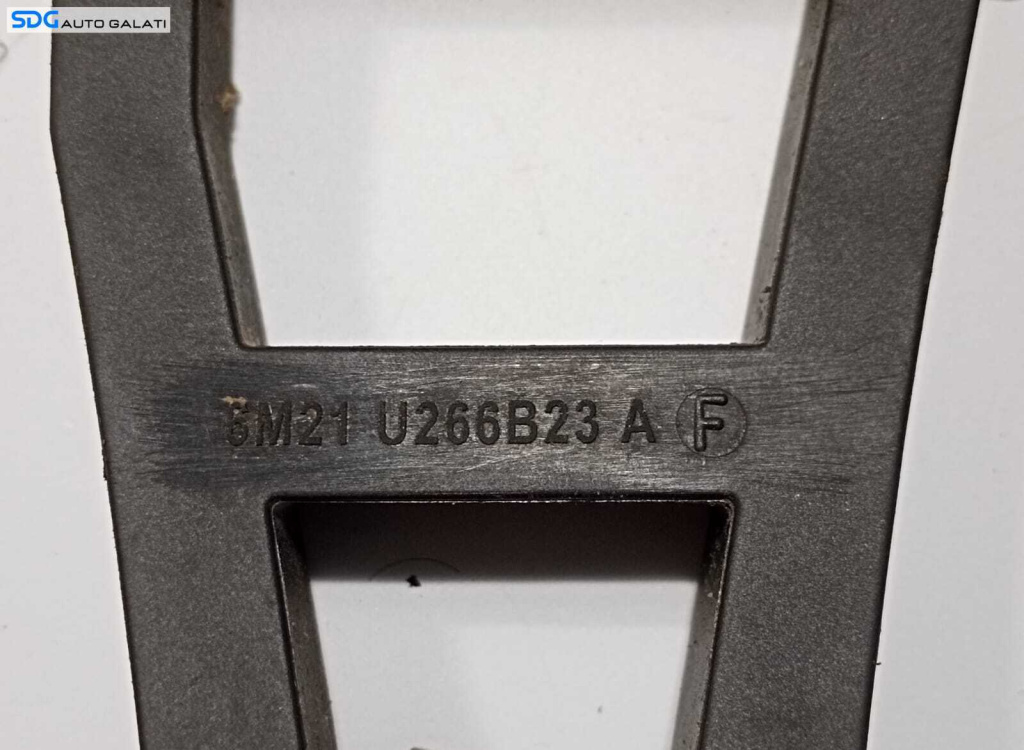 SDG AUTO GALATI
6M21 U266B23 A F